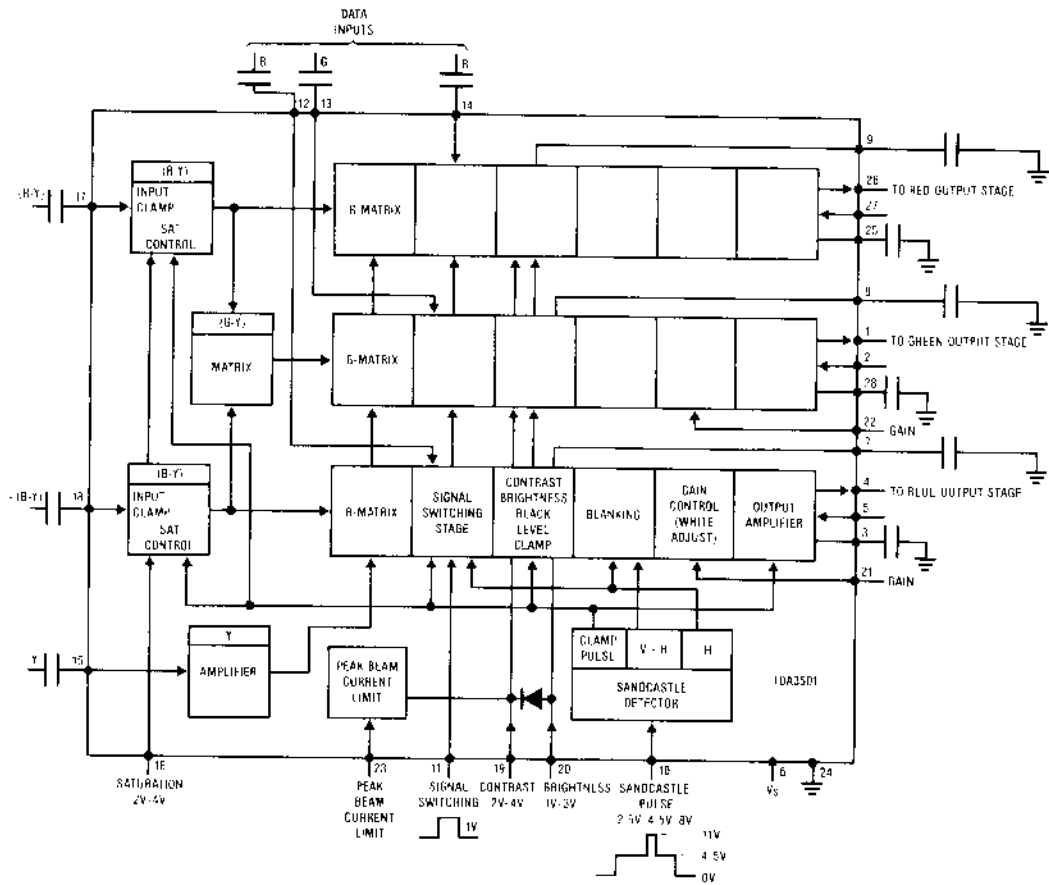 DATA
INPUTS
B
G
R
12
13
14
9
-(R-Y)
17
(R-Y)
INPUT
CLAMP
SAT
CONTROL
R-MATRIX
26
TO RED OUTPUT STAGE
27
25
(G-Y)
MATRIX
G-MATRIX
8
1
TO GREEN OUTPUT STAGE
2
28
22
GAIN
7
-(B-Y)
18
(B-Y)
INPUT
CLAMP
SAT
CONTROL
B-MATRIX
SIGNAL
SWITCHING
STAGE
CONTRAST
BRIGHTNESS
BLACK
LEVEL
CLAMP
BLANKING
GAIN
CONTROL
(WHITE
ADJUST)
OUTPUT
AMPLIFIER
4
TO BLUE OUTPUT STAGE
5
3
21
GAIN
Y
15
Y
AMPLIFIER
PEAK BEAM
CURRENT
LIMIT
CLAMP
PULSE
V - H
H
SANDCASTLE
DETECTOR
TDA3501
16
SATURATION
2V-4V
23
PEAK
BEAM
CURRENT
LIMIT
11
SIGNAL
SWITCHING
1V
19
CONTRAST
2V-4V
20
BRIGHTNESS
1V-3V
10
SANDCASTLE
PULSE
2.5V 4.5V 8V
11V
4.5V
0V
6
VS
24